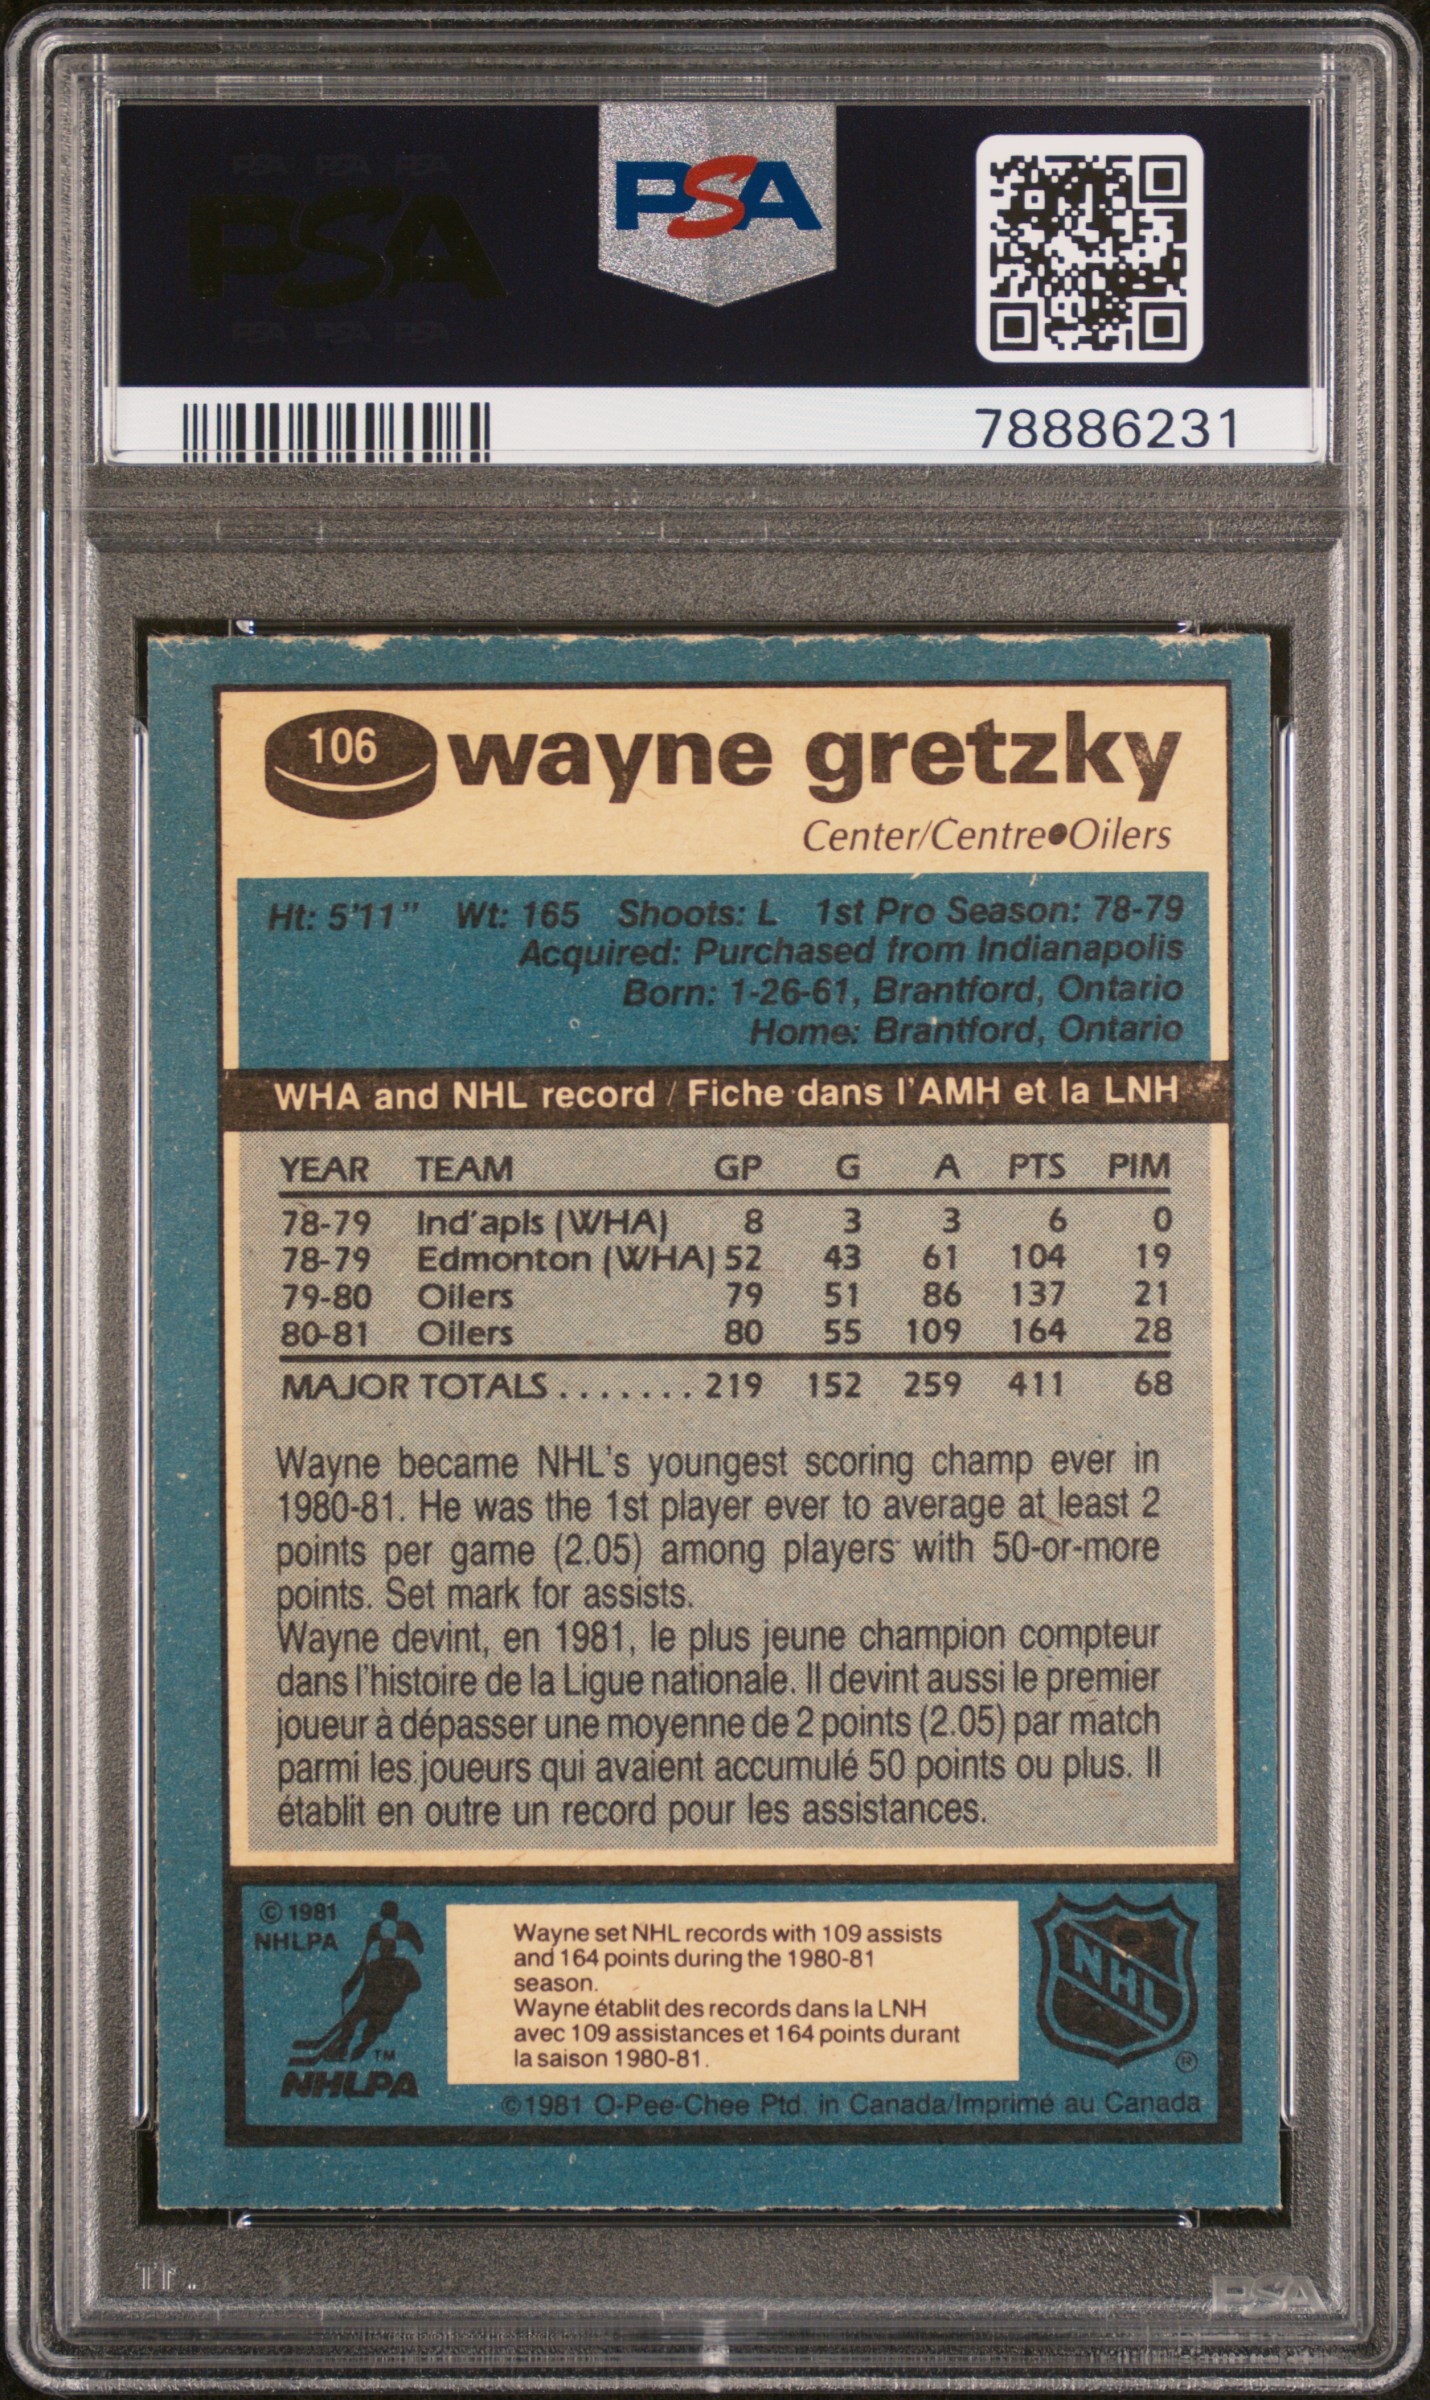 PSA PSA PSA
PSA
PSA PSA PSA
PSA
78886231
106 wayne gretzky
Center/Centre●Oilers
Ht: 5'11" Wt: 165 Shoots: L 1st Pro Season: 78-79
Acquired: Purchased from Indianapolis
Born: 1-26-61, Brantford, Ontario
Home: Brantford, Ontario
WHA and NHL record / Fiche dans l'AMH et la LNH
YEAR TEAM GP G A PTS PIM
78-79 Ind'apls (WHA) 8 3 3 6 0
78-79 Edmonton (WHA) 52 43 61 104 19
79-80 Oilers 79 51 86 137 21
80-81 Oilers 80 55 109 164 28
MAJOR TOTALS ....... 219 152 259 411 68
Wayne became NHL's youngest scoring champ ever in
1980-81. He was the 1st player ever to average at least 2
points per game (2.05) among players with 50-or-more
points. Set mark for assists.
Wayne devint, en 1981, le plus jeune champion compteur
dans l'histoire de la Ligue nationale. Il devint aussi le premier
joueur à dépasser une moyenne de 2 points (2.05) par match
parmi les joueurs qui avaient accumulé 50 points ou plus. Il
établit en outre un record pour les assistances.
© 1981
NHLPA
TM
NHLPA
Wayne set NHL records with 109 assists
and 164 points during the 1980-81
season.
Wayne établit des records dans la LNH
avec 109 assistances et 164 points durant
la saison 1980-81.
NHL
®
©1981 O-Pee-Chee Ptd. in Canada/Imprimé au Canada
PSA